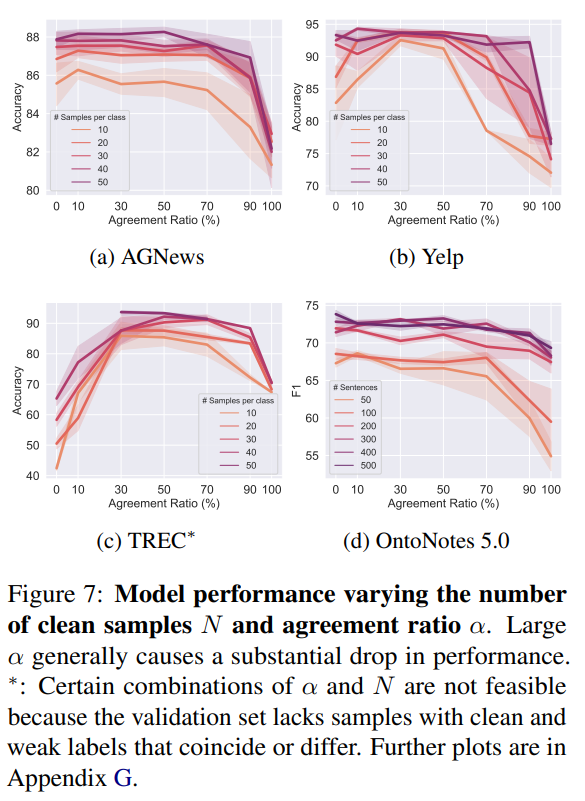 88
86
84
82
80
Accuracy
# Samples per class
10
20
30
40
50
0 10 30 50 70 90 100
Agreement Ratio (%)
(a) AGNews
95
90
85
80
75
70
Accuracy
# Samples per class
10
20
30
40
50
0 10 30 50 70 90 100
Agreement Ratio (%)
(b) Yelp
90
80
70
60
50
40
Accuracy
# Samples per class
10
20
30
40
50
0 10 30 50 70 90 100
Agreement Ratio (%)
(c) TREC*
75
70
65
60
55
F1
# Sentences
50
100
200
300
400
500
0 10 30 50 70 90 100
Agreement Ratio (%)
(d) OntoNotes 5.0
Figure 7: Model performance varying the number
of clean samples N and agreement ratio α. Large
α generally causes a substantial drop in performance.
*: Certain combinations of α and N are not feasible
because the validation set lacks samples with clean and
weak labels that coincide or differ. Further plots are in
Appendix G.